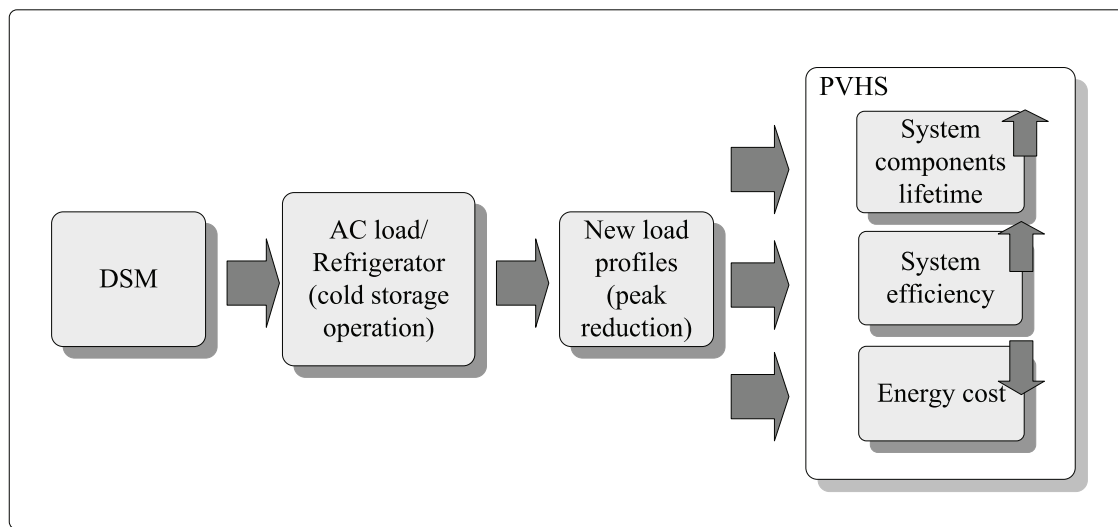 DSM
AC load/
Refrigerator
(cold storage
operation)
New load
profiles
(peak
reduction)
PVHS
System
components
lifetime
System
efficiency
Energy cost